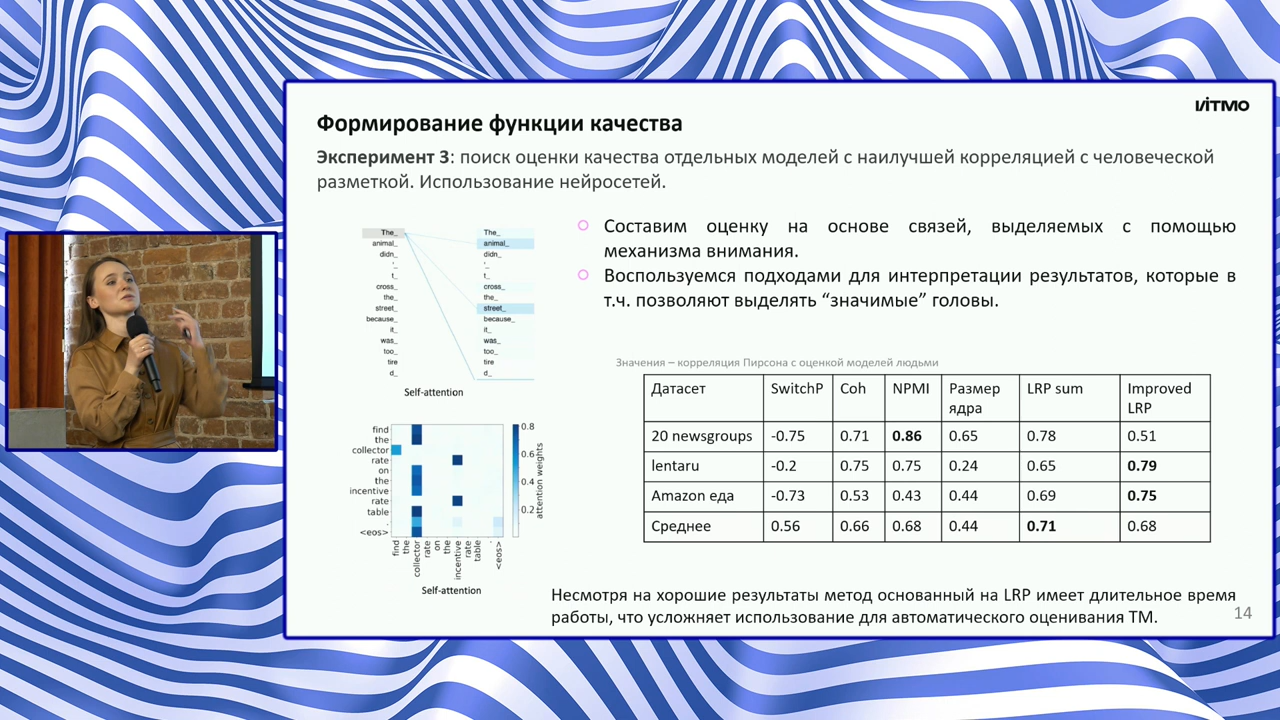 ИТМО
Формирование функции качества
Эксперимент 3: поиск оценки качества отдельных моделей с наилучшей корреляцией с человеческой
разметкой. Использование нейросетей.
The_ The_
animal_ animal_
didn_ didn_
'_ '_
t_ t_
cross_ cross_
the_ the_
street_ street_
because_ because_
it_ it_
was_ was_
too_ too_
tire tire
d_ d_
Self-attention
find
the
collector
rate
on
the
incentive
rate
table
.
<eos>
0.8
0.6
0.4
0.2
attention weights
find
the
collector
rate
on
the
incentive
rate
table
.
<eos>
Self-attention
Составим оценку на основе связей, выделяемых с помощью
механизма внимания.
Воспользуемся подходами для интерпретации результатов, которые в
т.ч. позволяют выделять “значимые” головы.
Значения – корреляция Пирсона с оценкой моделей людьми
Датасет SwitchP Coh NPMI Размер ядра LRP sum Improved LRP
20 newsgroups -0.75 0.71 0.86 0.65 0.78 0.51
lentaru -0.2 0.75 0.75 0.24 0.65 0.79
Amazon еда -0.73 0.53 0.43 0.44 0.69 0.75
Среднее 0.56 0.66 0.68 0.44 0.71 0.68
Несмотря на хорошие результаты метод основанный на LRP имеет длительное время
работы, что усложняет использование для автоматического оценивания ТМ.
14